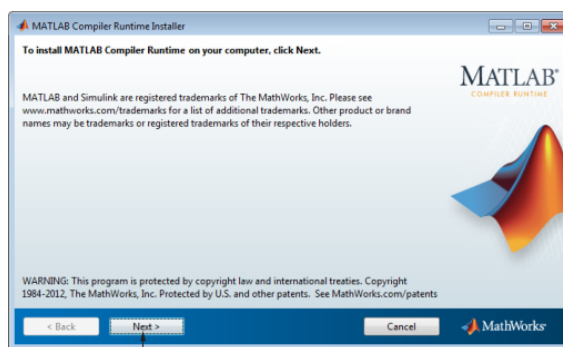 MATLAB Compiler Runtime Installer
To install MATLAB Compiler Runtime on your computer, click Next.
MATLAB®
COMPILER RUNTIME
MATLAB and Simulink are registered trademarks of The MathWorks, Inc. Please see
www.mathworks.com/trademarks for a list of additional trademarks. Other product or brand
names may be trademarks or registered trademarks of their respective holders.
WARNING: This program is protected by copyright law and international treaties. Copyright
1984-2012, The MathWorks, Inc. Protected by U.S. and other patents. See MathWorks.com/patents
< Back
Next >
Cancel
MathWorks®